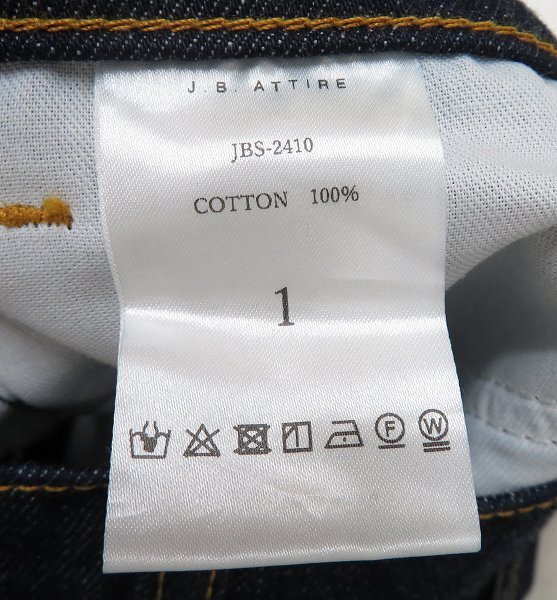 J. B. ATTIRE
JBS-2410
COTTON 100%
1
F W